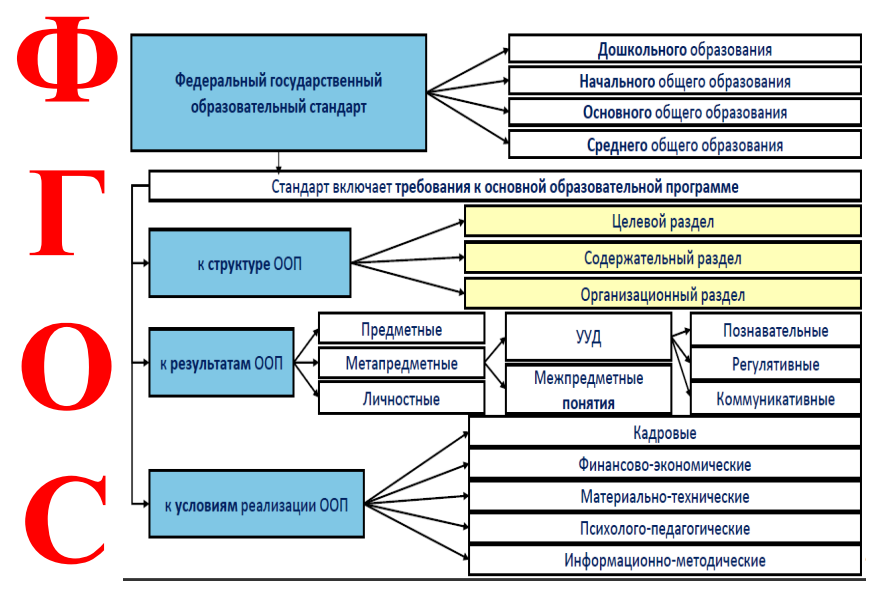 Ф
Г
О
С
Федеральный государственный
образовательный стандарт
Дошкольного образования
Начального общего образования
Основного общего образования
Среднего общего образования
Стандарт включает требования к основной образовательной программе
к структуре ООП
Целевой раздел
Содержательный раздел
Организационный раздел
к результатам ООП
Предметные
Метапредметные
Личностные
УУД
Межпредметные
понятия
Познавательные
Регулятивные
Коммуникативные
к условиям реализации ООП
Кадровые
Финансово-экономические
Материально-технические
Психолого-педагогические
Информационно-методические